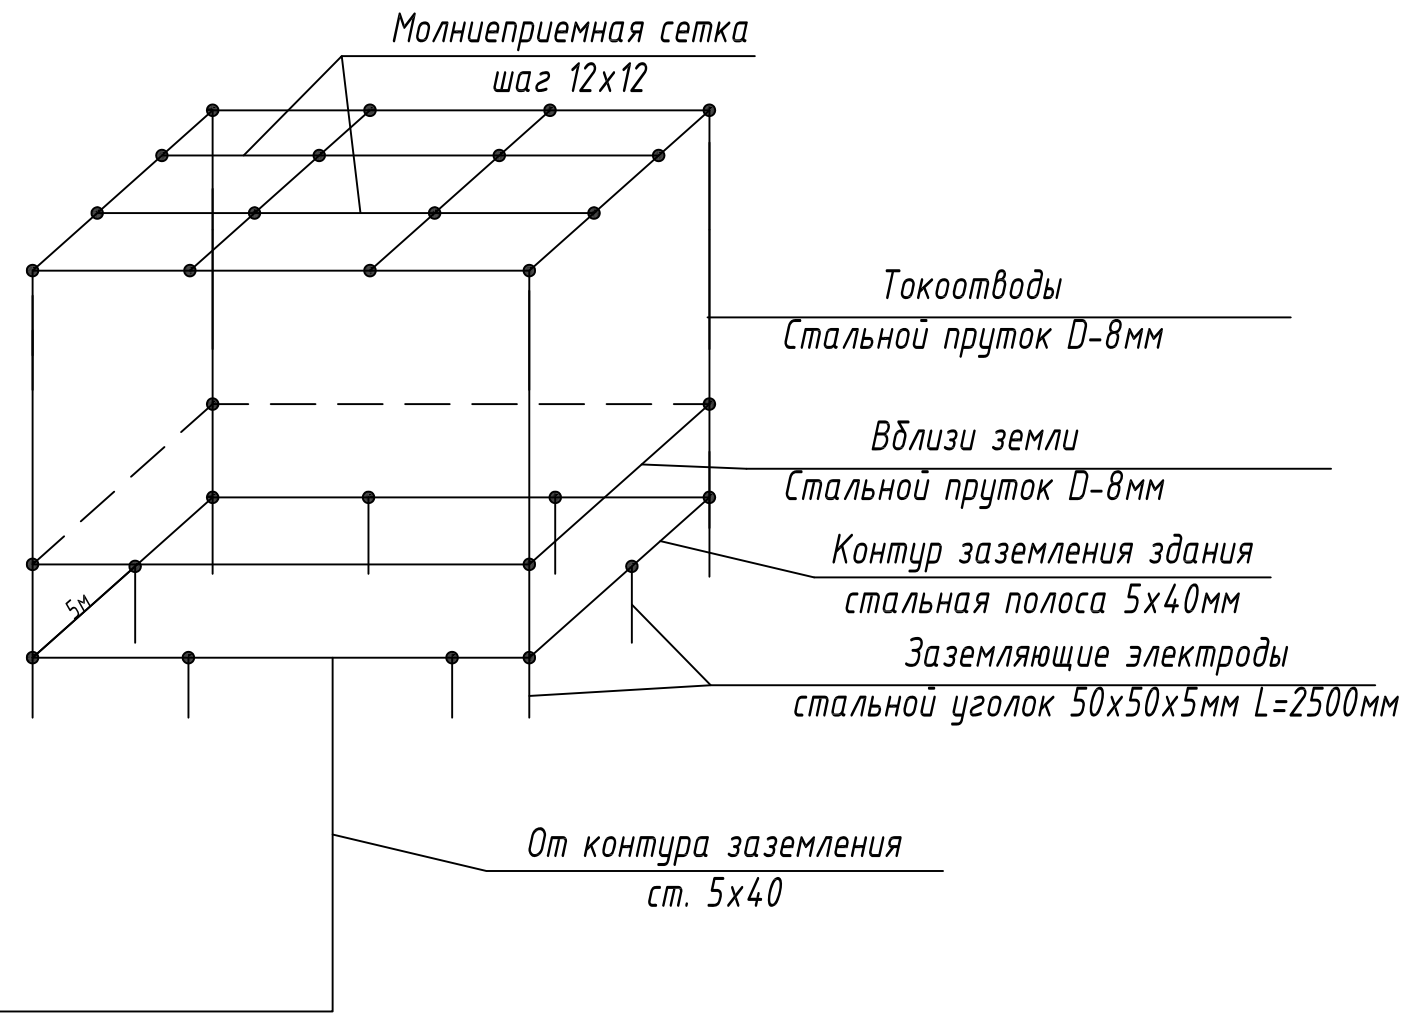 Молниеприемная сетка
шаг 12х12
Токоотводы
Стальной пруток D-8мм
Вблизи земли
Стальной пруток D-8мм
Контур заземления здания
стальная полоса 5х40мм
5м
Заземляющие электроды
стальной уголок 50х50х5мм L=2500мм
От контура заземления
ст. 5х40